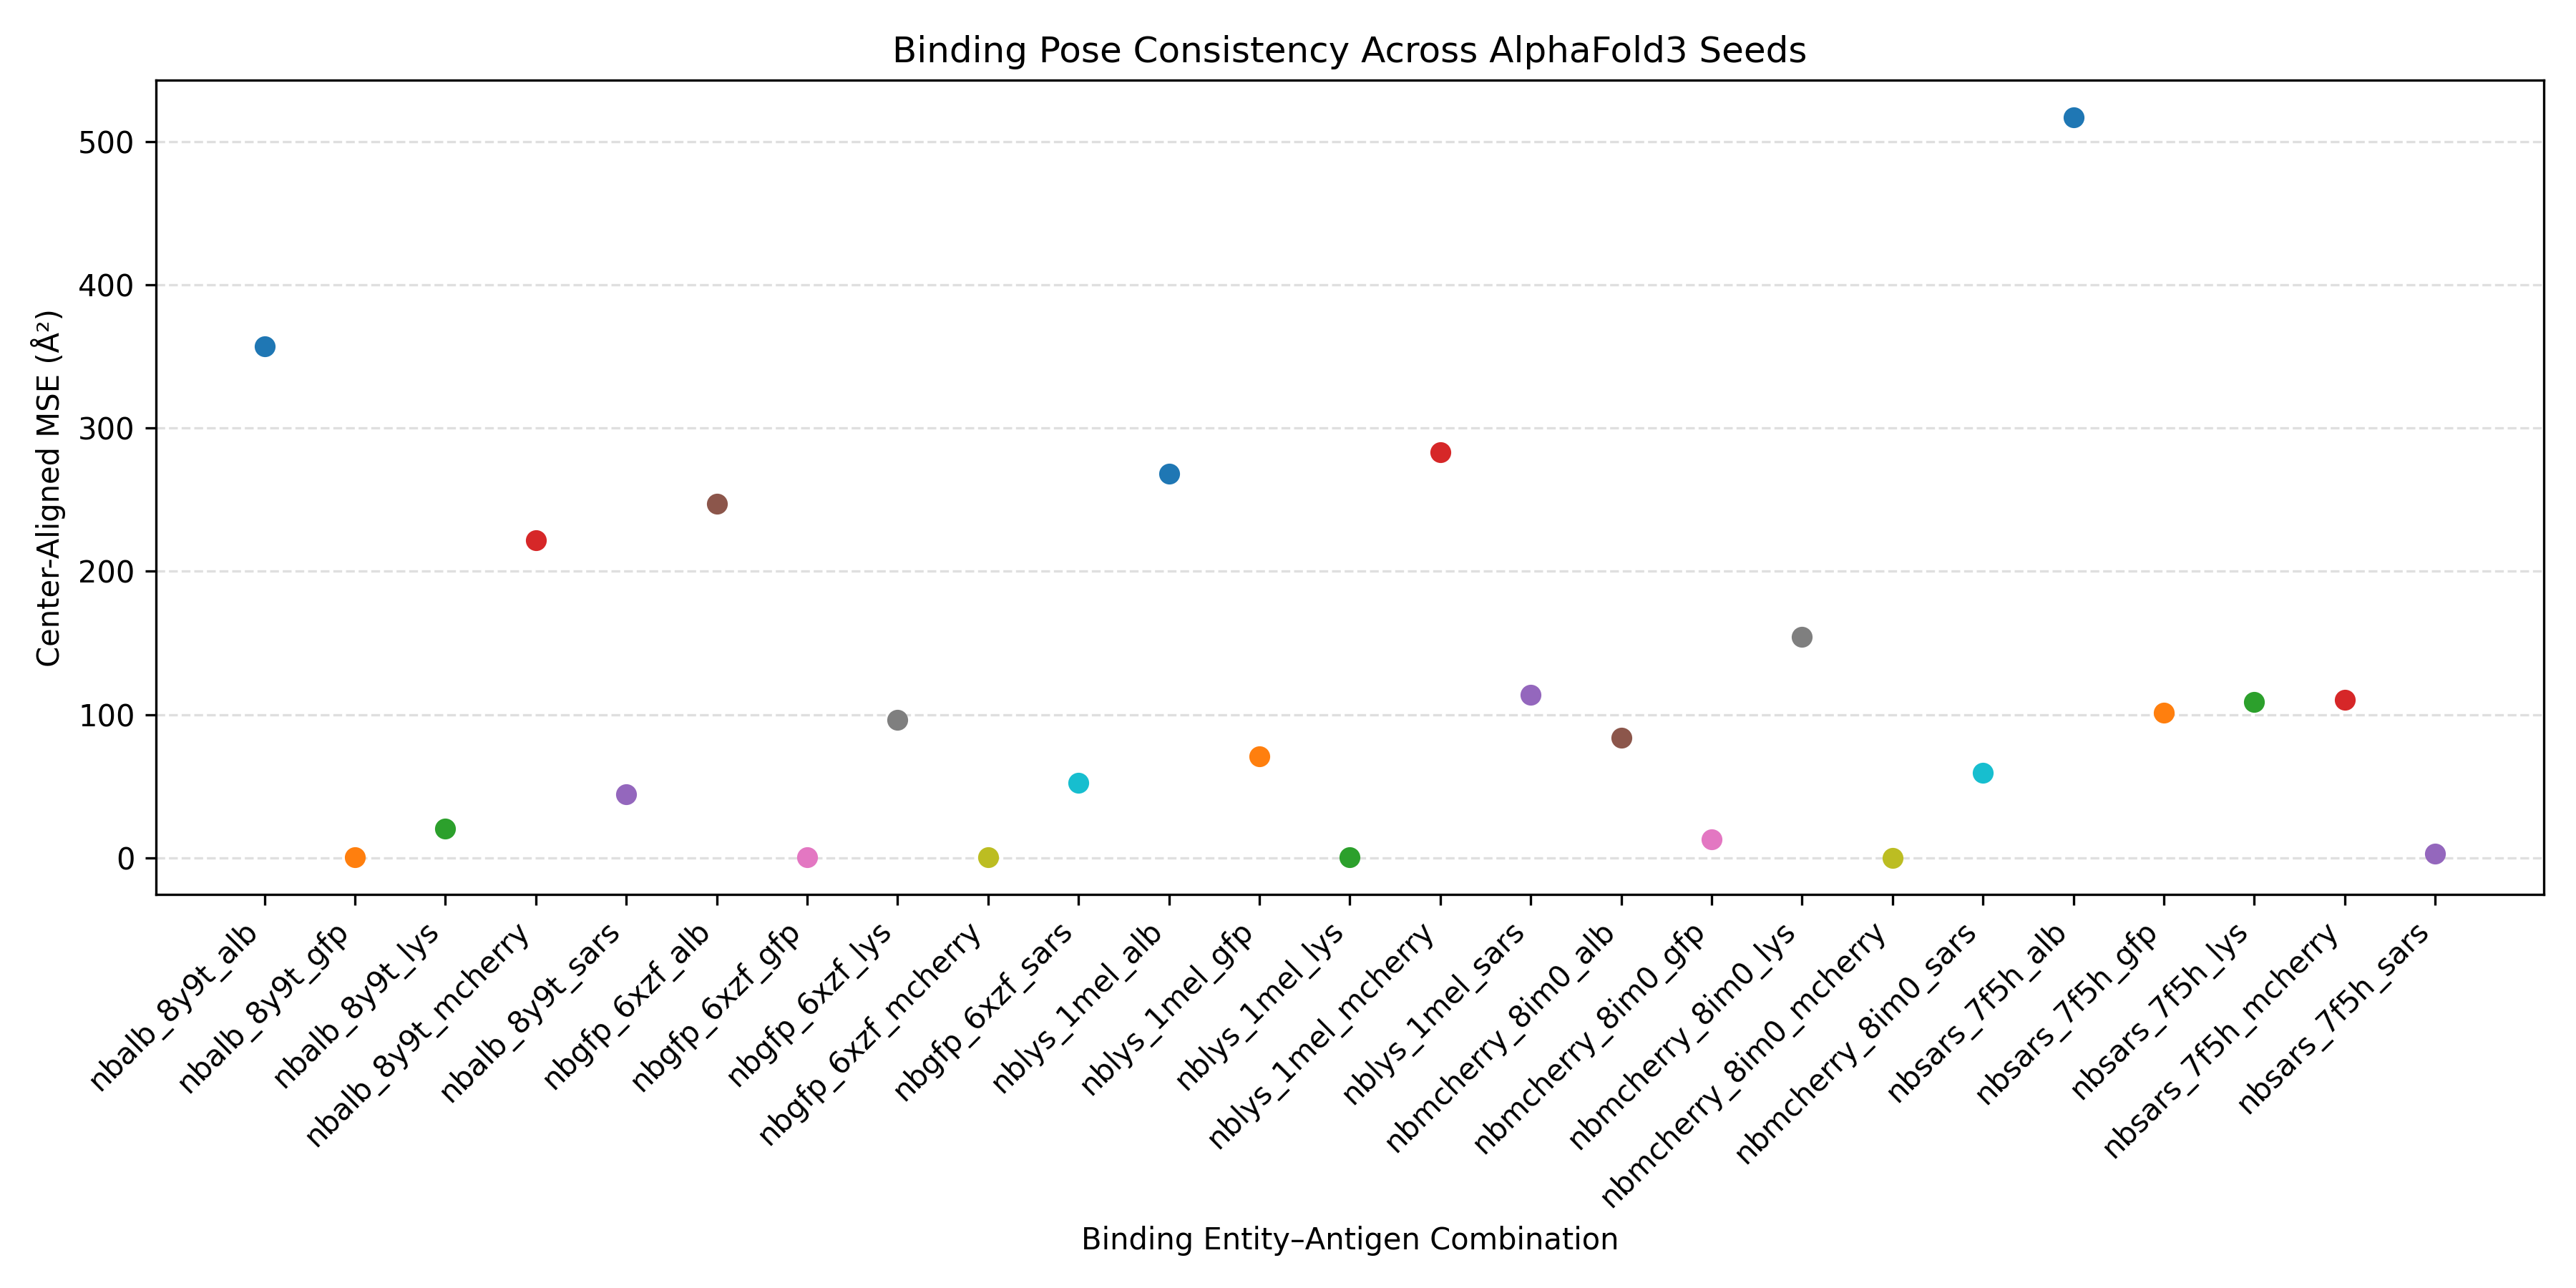 Binding Pose Consistency Across AlphaFold3 Seeds
Center-Aligned MSE (Å²)
500
400
300
200
100
0
nbalb_8y9t_alb
nbalb_8y9t_gfp
nbalb_8y9t_lys
nbalb_8y9t_mcherry
nbalb_8y9t_sars
nbgfp_6xzf_alb
nbgfp_6xzf_gfp
nbgfp_6xzf_lys
nbgfp_6xzf_mcherry
nbgfp_6xzf_sars
nblys_1mel_alb
nblys_1mel_gfp
nblys_1mel_lys
nblys_1mel_mcherry
nblys_1mel_sars
nbmcherry_8im0_alb
nbmcherry_8im0_gfp
nbmcherry_8im0_lys
nbmcherry_8im0_mcherry
nbmcherry_8im0_sars
nbsars_7f5h_alb
nbsars_7f5h_gfp
nbsars_7f5h_lys
nbsars_7f5h_mcherry
nbsars_7f5h_sars
Binding Entity–Antigen Combination